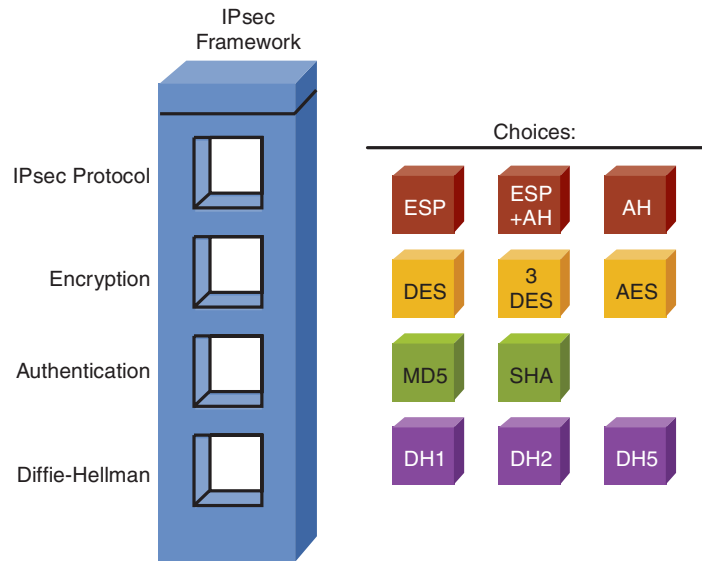 IPsec
Framework
Choices:
IPsec Protocol
ESP
ESP
+AH
AH
Encryption
DES
3
DES
AES
Authentication
MD5
SHA
Diffie-Hellman
DH1
DH2
DH5